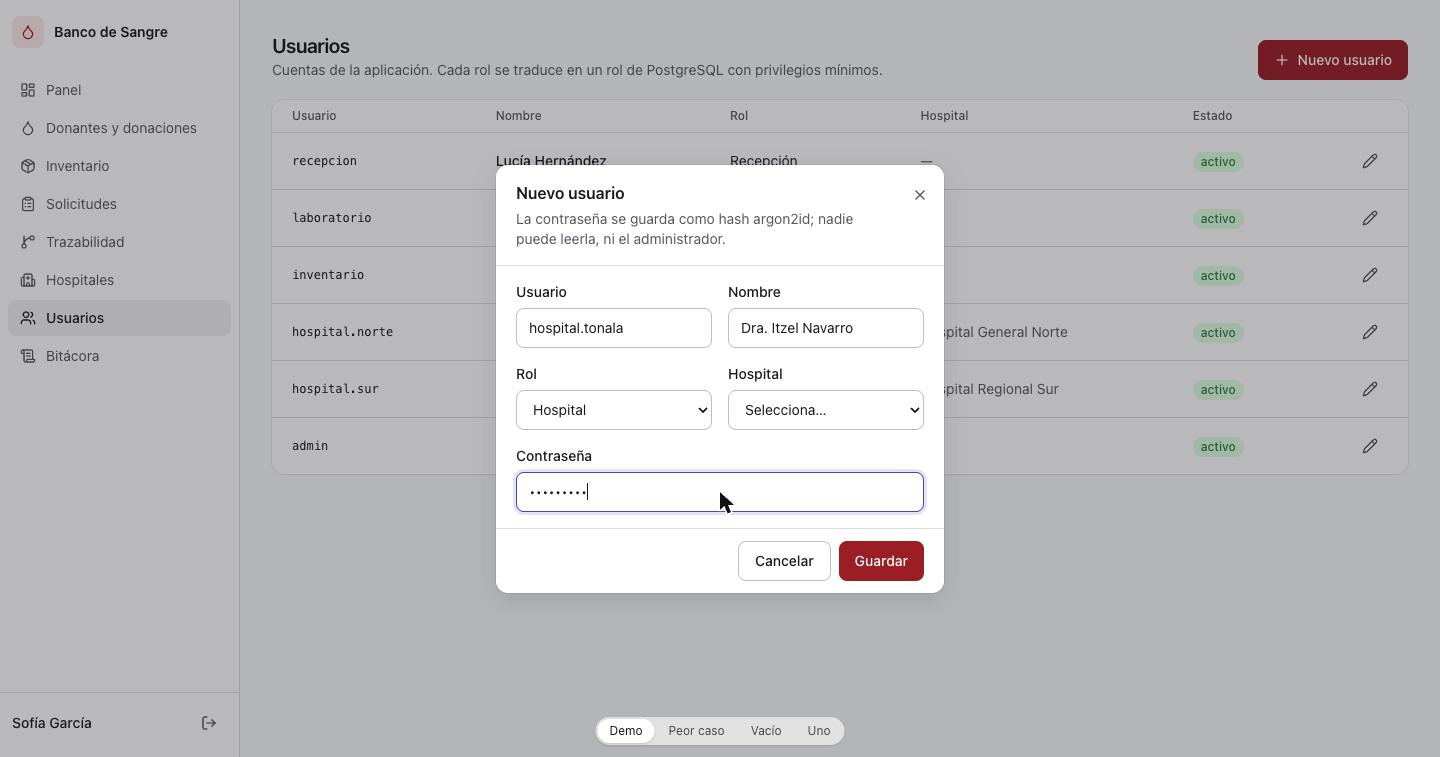 Banco de Sangre
Panel
Donantes y donaciones
Inventario
Solicitudes
Trazabilidad
Hospitales
Usuarios
Bitácora
Sofía García
Usuarios
Cuentas de la aplicación. Cada rol se traduce en un rol de PostgreSQL con privilegios mínimos.
Nuevo usuario
Usuario Nombre Rol Hospital Estado
recepcion Lucía Hernández Recepción — activo
laboratorio activo
inventario activo
hospital.norte spital General Norte activo
hospital.sur spital Regional Sur activo
admin activo
Nuevo usuario
La contraseña se guarda como hash argon2id; nadie
puede leerla, ni el administrador.
Usuario Nombre
hospital.tonala Dra. Itzel Navarro
Rol Hospital
Hospital Selecciona...
Contraseña
•••••••••
Cancelar Guardar
Demo Peor caso Vacío Uno